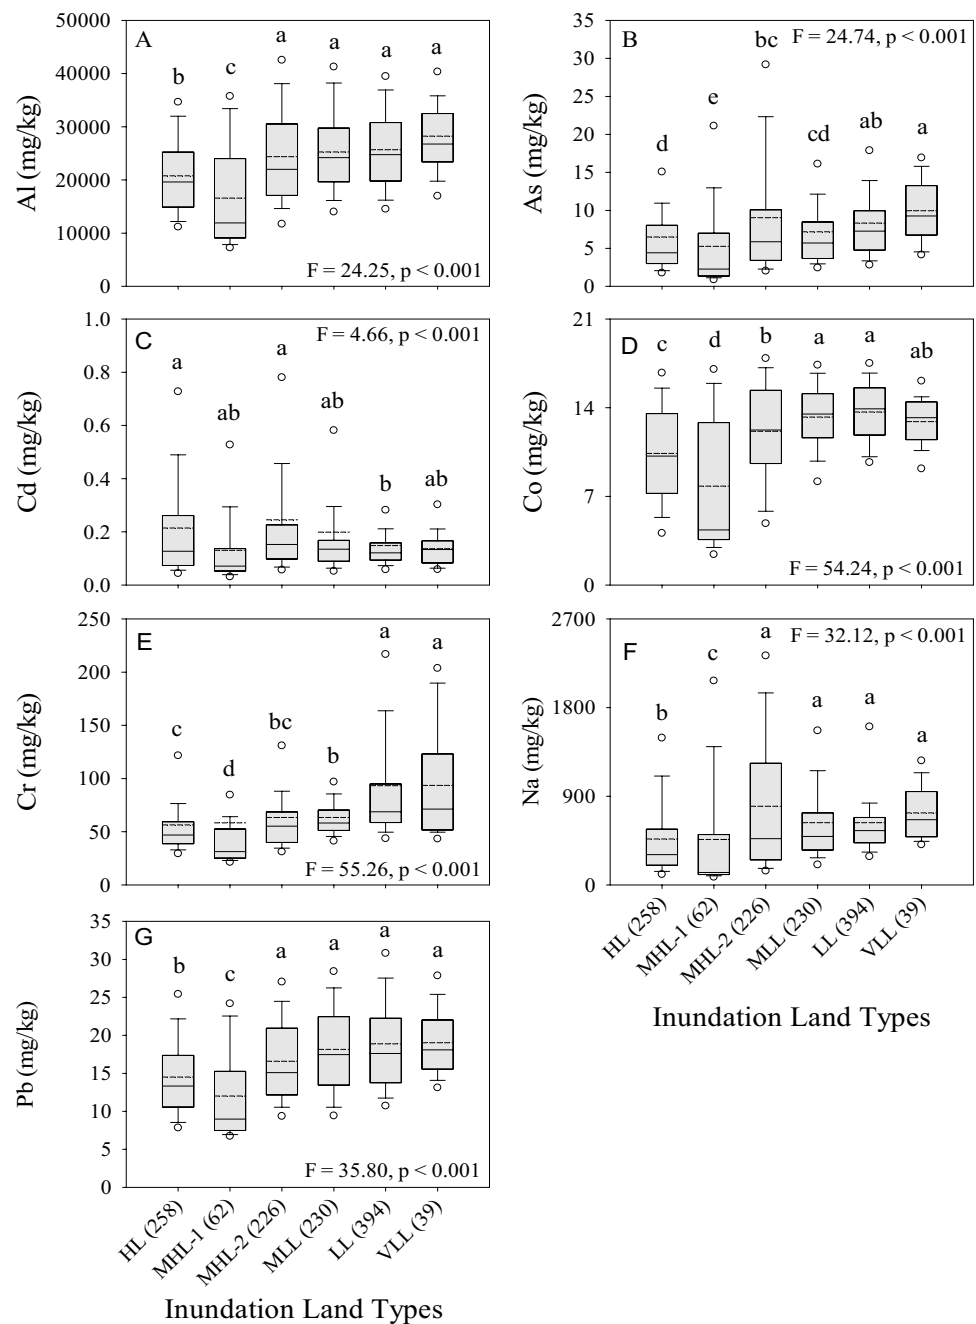 A
Al (mg/kg)
50000
40000
30000
20000
10000
0
b
c
a
a
a
a
F = 24.25, p < 0.001
B
As (mg/kg)
35
30
25
20
15
10
5
0
d
e
bc
cd
ab
a
F = 24.74, p < 0.001
C
Cd (mg/kg)
1.0
0.8
0.6
0.4
0.2
0.0
a
ab
a
ab
b
ab
F = 4.66, p < 0.001
D
Co (mg/kg)
21
14
7
0
c
d
b
a
a
ab
F = 54.24, p < 0.001
E
Cr (mg/kg)
250
200
150
100
50
0
c
d
bc
b
a
a
F = 55.26, p < 0.001
F
Na (mg/kg)
2700
1800
900
0
b
c
a
a
a
a
F = 32.12, p < 0.001
HL (258)
MHL-1 (62)
MHL-2 (226)
MLL (230)
LL (394)
VLL (39)
Inundation Land Types
G
Pb (mg/kg)
35
30
25
20
15
10
5
0
b
c
a
a
a
a
F = 35.80, p < 0.001
HL (258)
MHL-1 (62)
MHL-2 (226)
MLL (230)
LL (394)
VLL (39)
Inundation Land Types